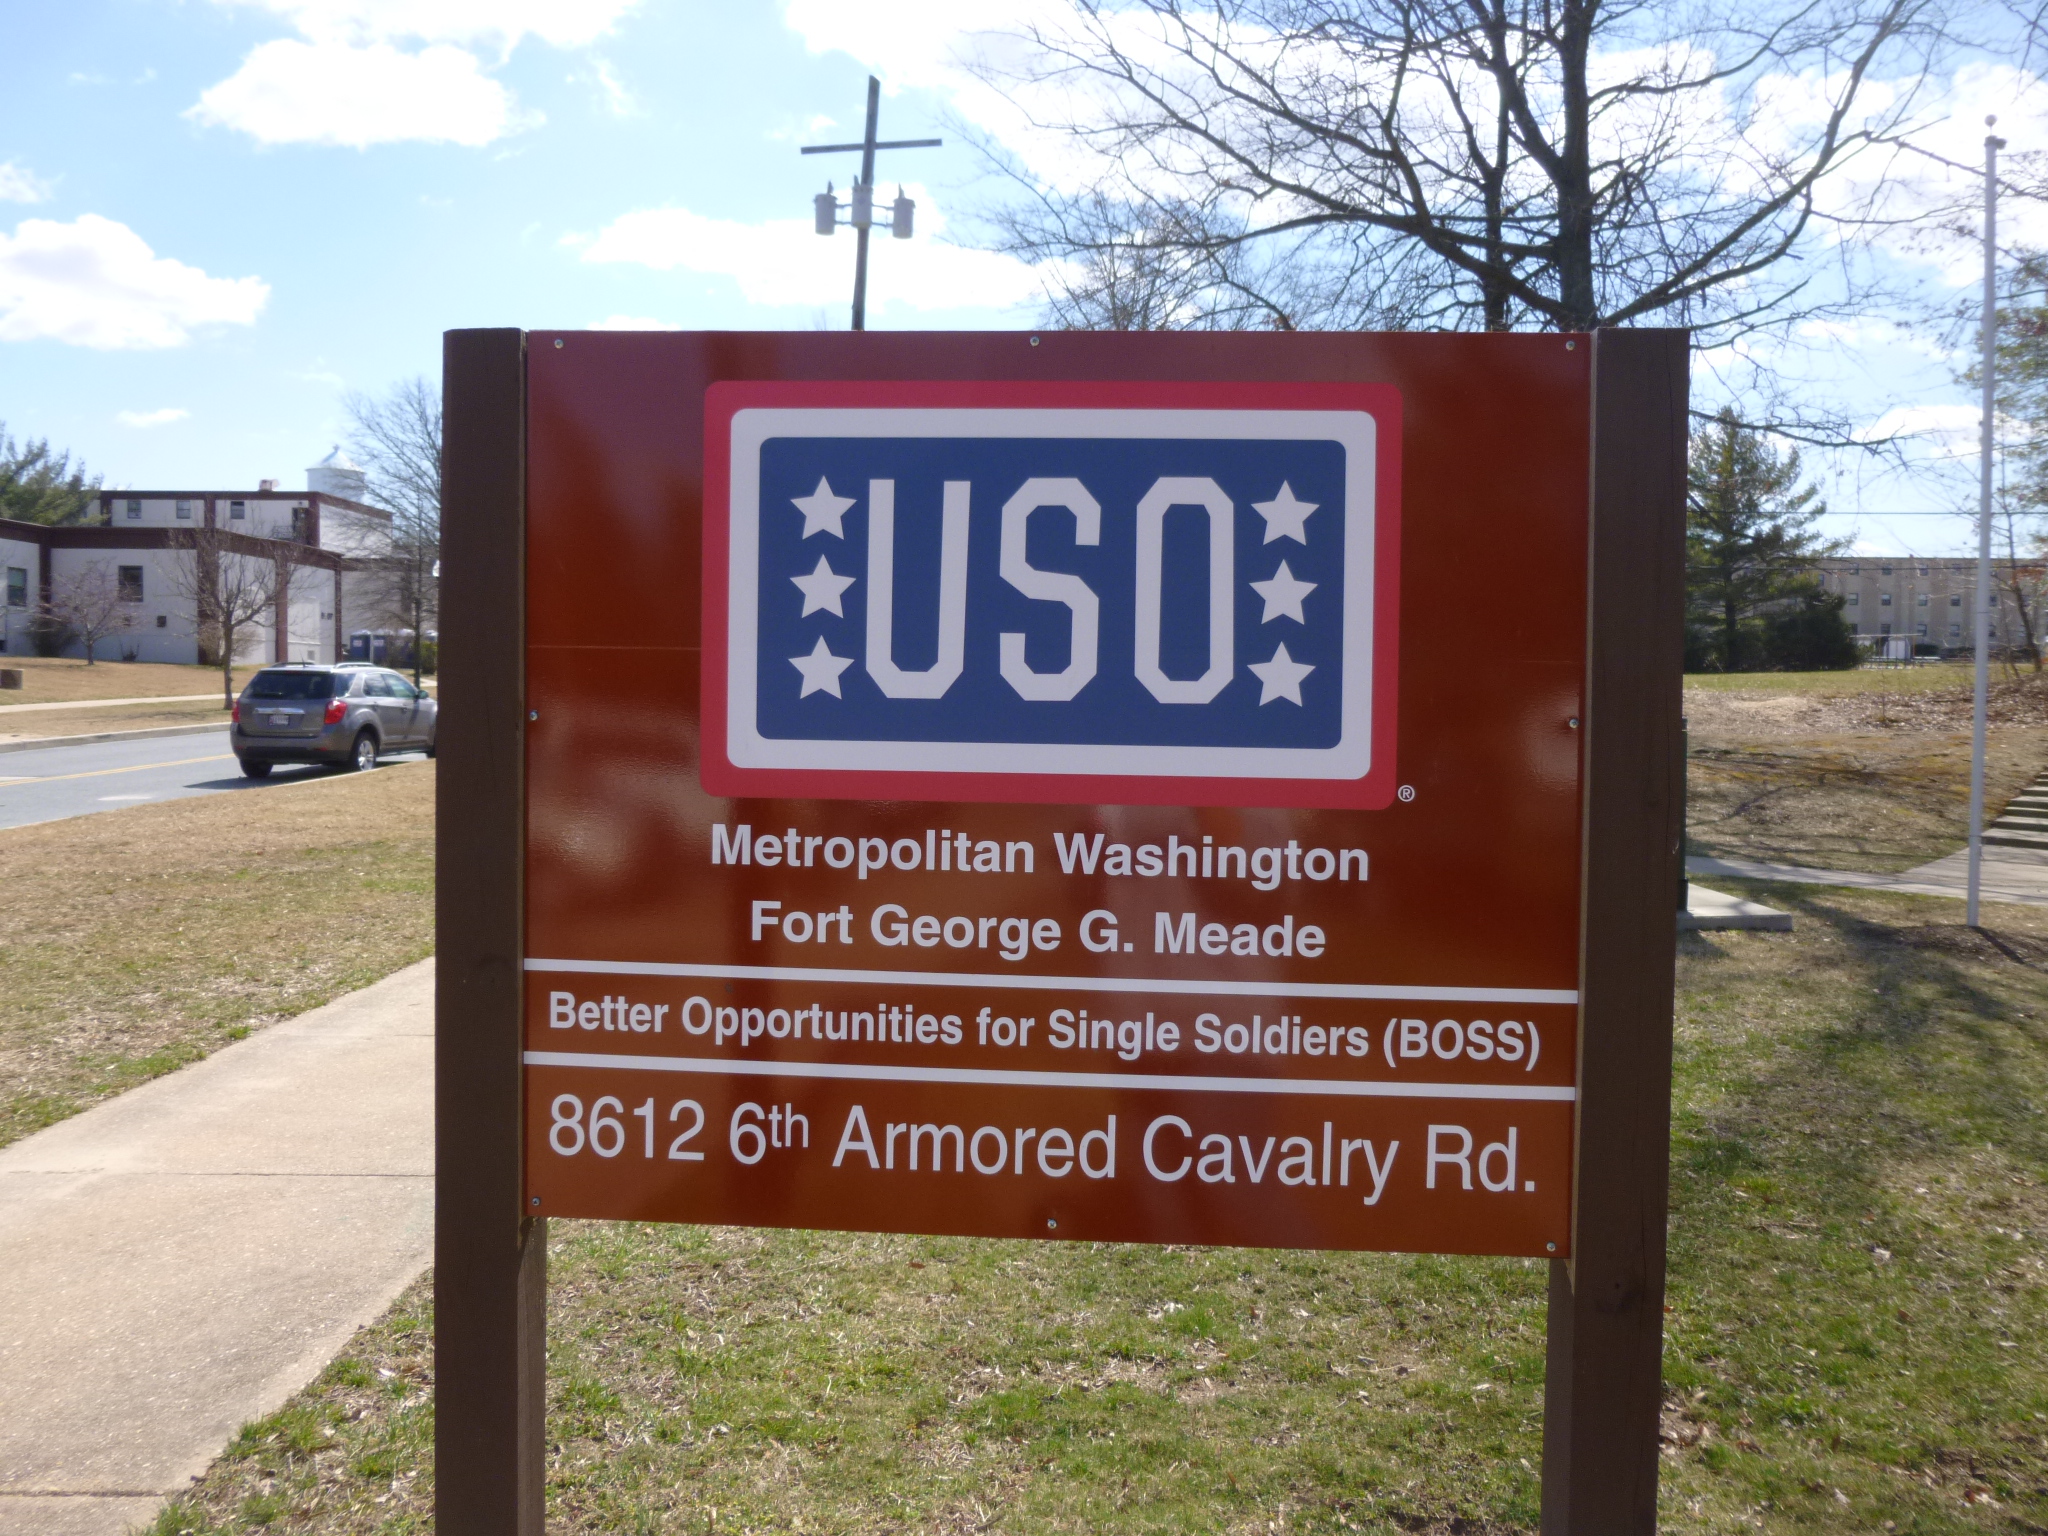 USO
®
Metropolitan Washington
Fort George G. Meade
Better Opportunities for Single Soldiers (BOSS)
8612 6th Armored Cavalry Rd.